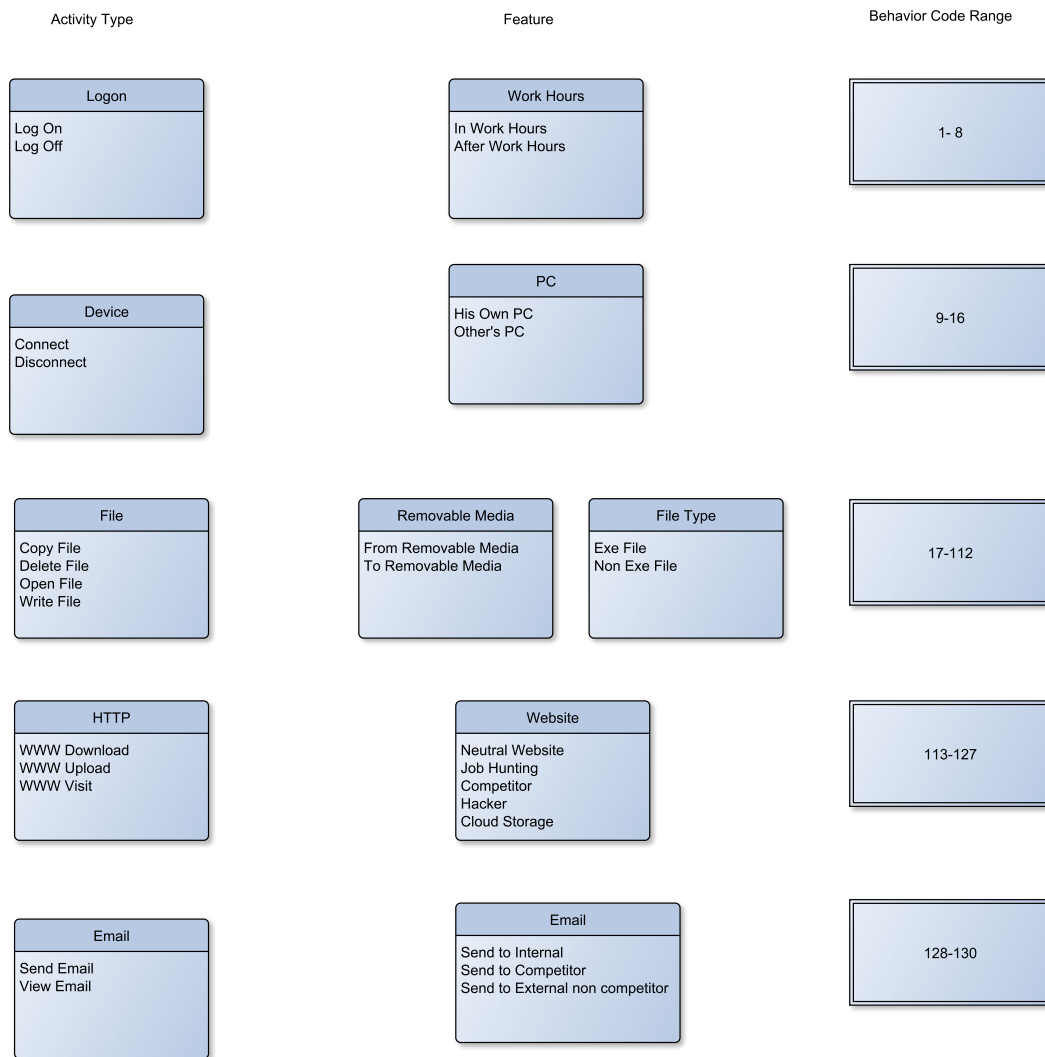 Activity Type
Feature
Behavior Code Range
Logon
Log On
Log Off
Work Hours
In Work Hours
After Work Hours
1- 8
Device
Connect
Disconnect
PC
His Own PC
Other's PC
9-16
File
Copy File
Delete File
Open File
Write File
Removable Media
From Removable Media
To Removable Media
File Type
Exe File
Non Exe File
17-112
HTTP
WWW Download
WWW Upload
WWW Visit
Website
Neutral Website
Job Hunting
Competitor
Hacker
Cloud Storage
113-127
Email
Send Email
View Email
Email
Send to Internal
Send to Competitor
Send to External non competitor
128-130